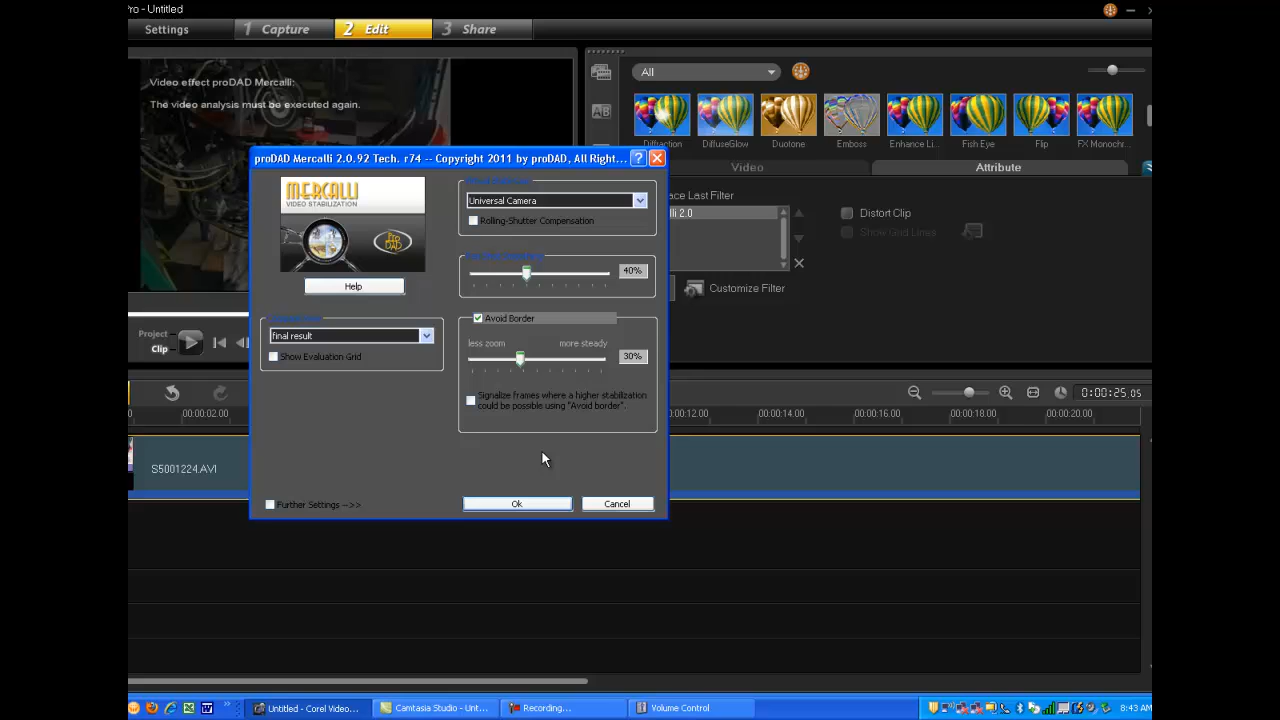 Pro - Untitled
Settings
1 Capture
2 Edit
3 Share
Video effect proDAD Mercalli:
The video analysis must be executed again.
All
AB
Diffraction
DiffuseGlow
Duotone
Emboss
Enhance Li...
Fish Eye
Flip
FX Monochr...
Video
Attribute
ace Last Filter
lli 2.0
Distort Clip
Show Grid Lines
Customize Filter
proDAD Mercalli 2.0.92 Tech. r74 -- Copyright 2011 by proDAD, All Right...
MERCALLI
VIDEO STABILIZATION
PRO
DAD
Help
Universal Camera
Rolling-Shutter Compensation
40%
final result
Show Evaluation Grid
Avoid Border
less zoom
more steady
30%
Signalize frames where a higher stabilization
could be possible using "Avoid border".
Further Settings -->>
Ok
Cancel
Project
Clip
0:00:25.05
00:00:02.00
00:00:12.00
00:00:14.00
00:00:16.00
00:00:18.00
00:00:20.00
S5001224.AVI
Untitled - Corel Video...
Camtasia Studio - Unt...
Recording...
Volume Control
8:43 AM